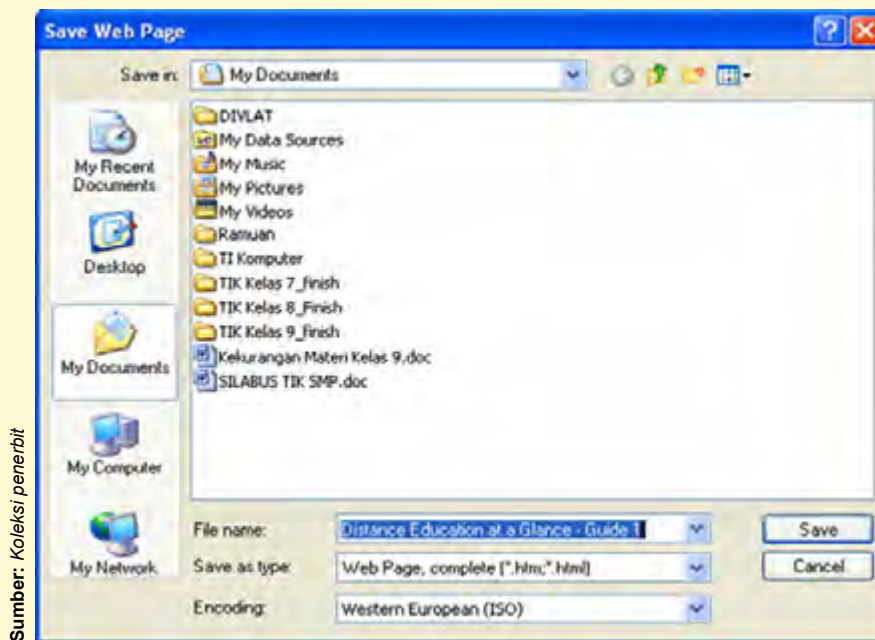 Save Web Page
Save in: My Documents
My Recent
Documents
Desktop
My Documents
My Computer
My Network
DIVLAT
My Data Sources
My Music
My Pictures
My Videos
Ramuan
TI Komputer
TIK Kelas 7_finish
TIK Kelas 8_Finish
TIK Kelas 9_finish
Kekurangan Materi Kelas 9.doc
SILABUS TIK SMP.doc
File name: Distance Education at a Glance - Guide 1 Save
Save as type: Web Page, complete (*.htm;*.html) Cancel
Encoding: Western European (ISO)
Sumber: Koleksi penerbit